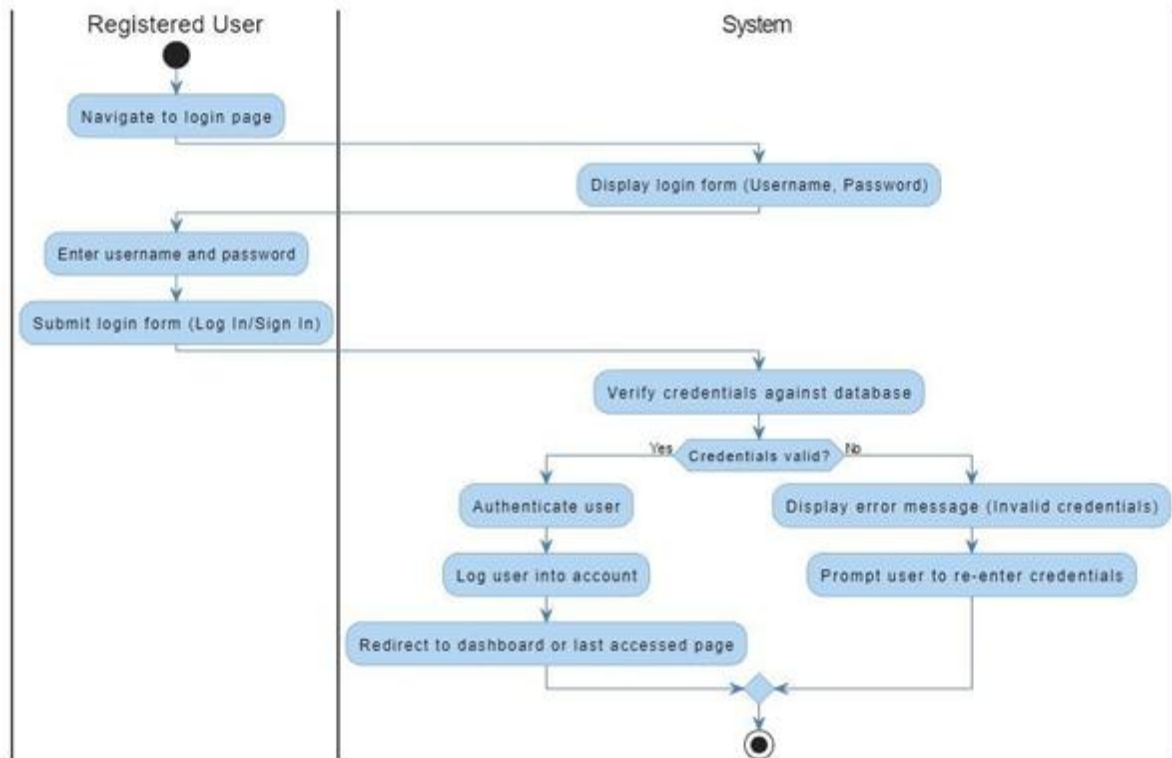 Registered User
System
Navigate to login page
Display login form (Username, Password)
Enter username and password
Submit login form (Log In/Sign In)
Verify credentials against database
Yes
Credentials valid?
No
Authenticate user
Display error message (Invalid credentials)
Log user into account
Prompt user to re-enter credentials
Redirect to dashboard or last accessed page